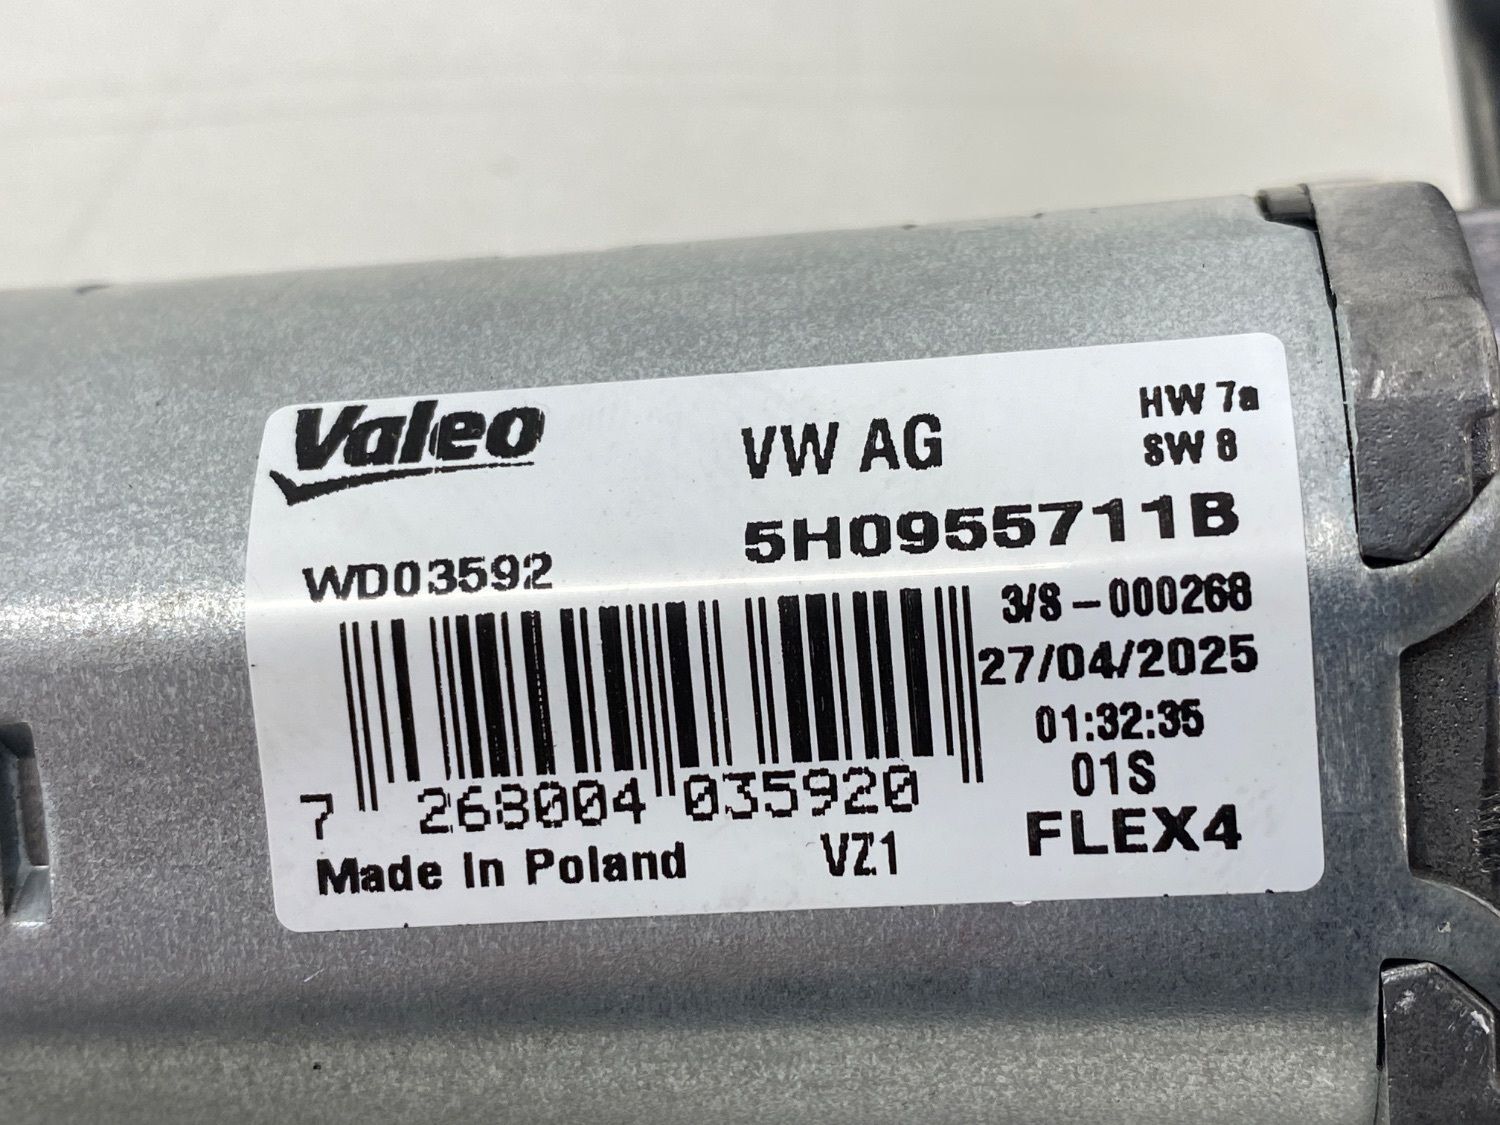 Valeo
VW AG
HW 7a
SW 8
5H0955711B
WD03592
3/S-000268
27/04/2025
01:32:35
01S
7 268004 035920
FLEX4
Made In Poland
VZ1